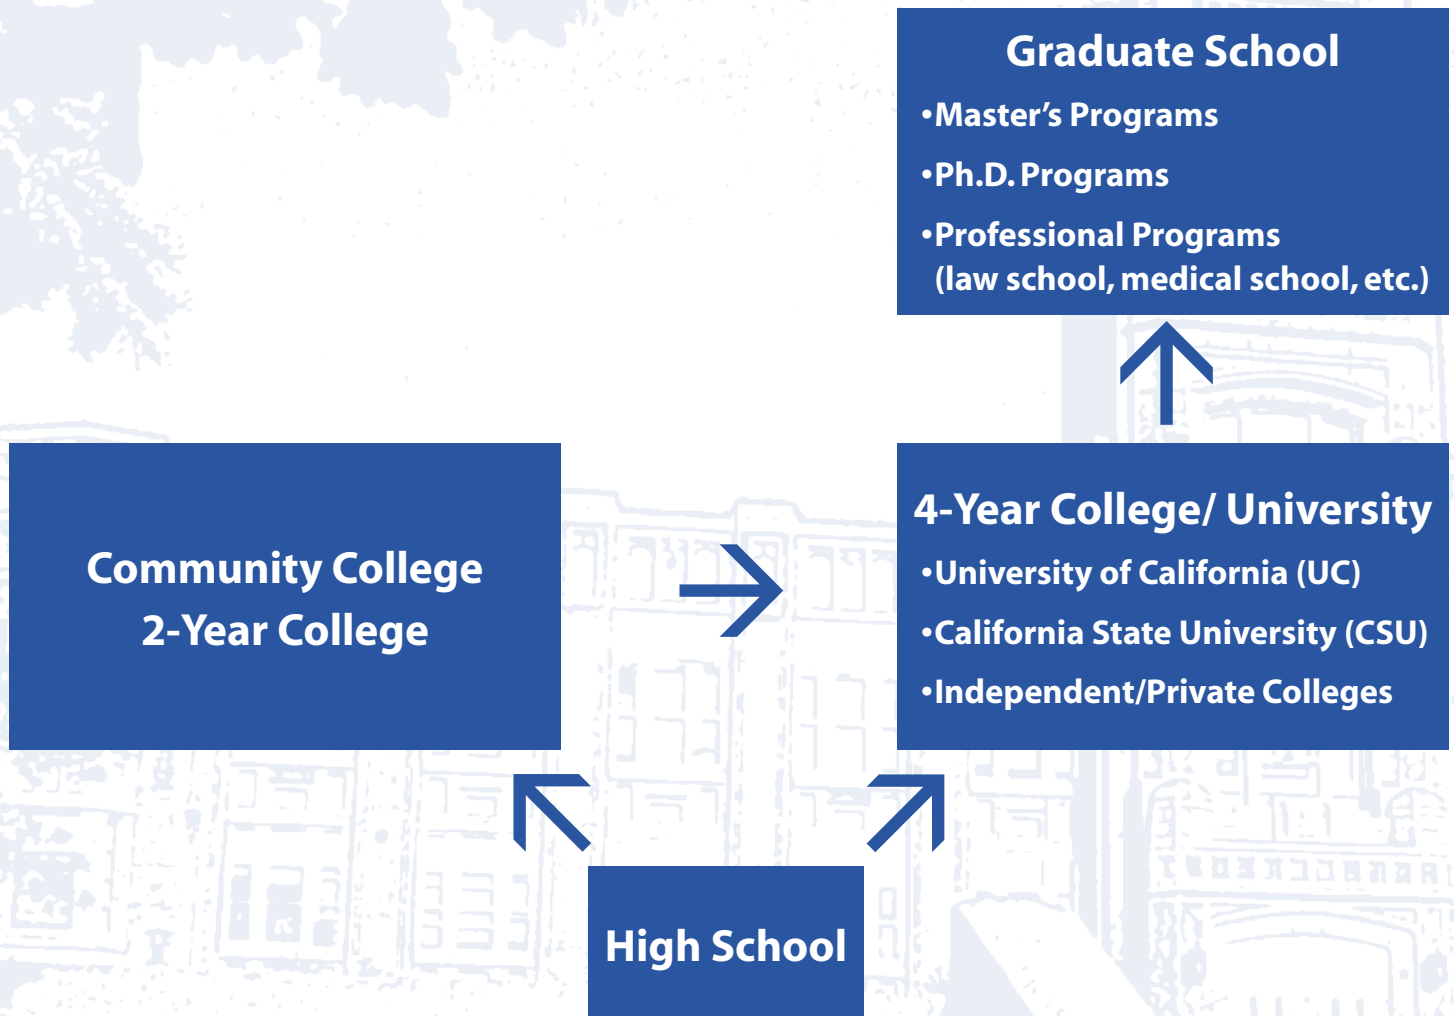 Graduate School
•Master's Programs
•Ph.D. Programs
•Professional Programs
(law school, medical school, etc.)
Community College
2-Year College
4-Year College/ University
•University of California (UC)
•California State University (CSU)
•Independent/Private Colleges
High School